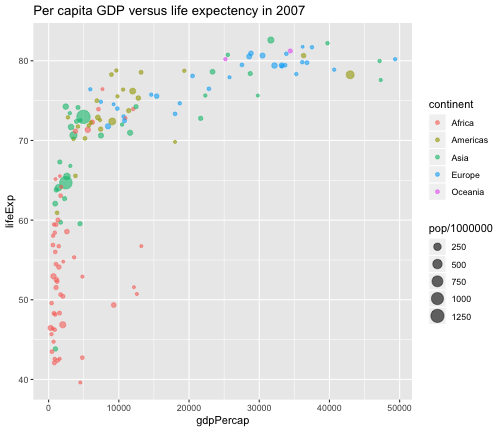 Per capita GDP versus life expectency in 2007
80
70
60
50
40
lifeExp
0 10000 20000 30000 40000 50000
gdpPercap
continent
Africa
Americas
Asia
Europe
Oceania
pop/1000000
250
500
750
1000
1250